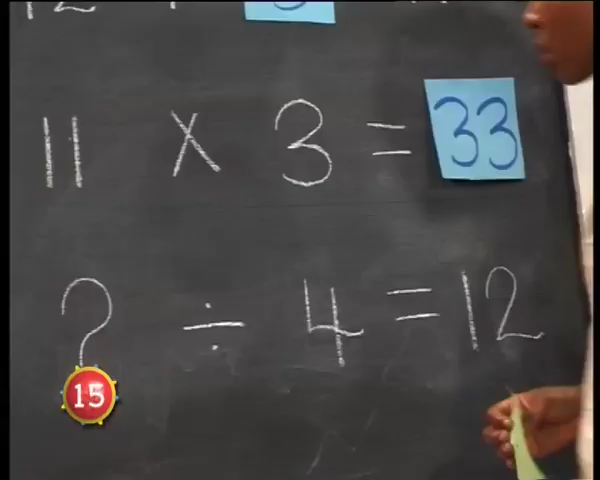 11 x 3 = 33
? ÷ 4 = 12
15